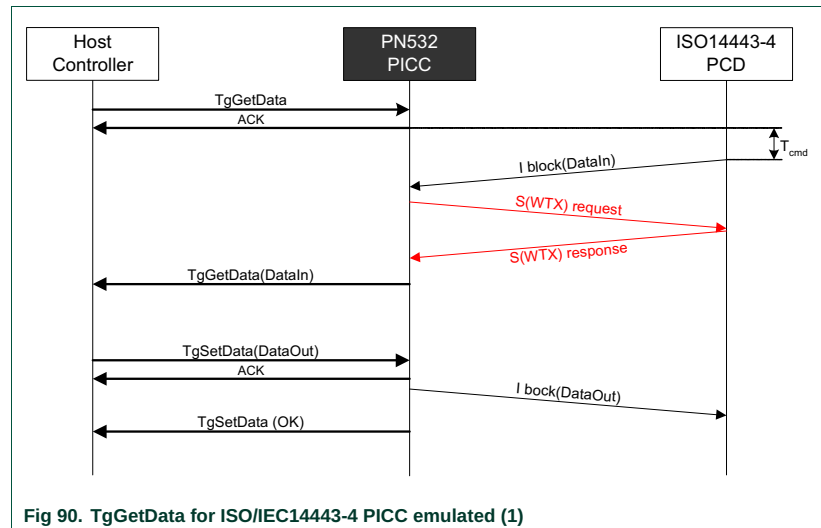 Host
Controller
PN532
PICC
ISO14443-4
PCD
TgGetData
ACK
Tcmd
I block(DataIn)
S(WTX) request
S(WTX) response
TgGetData(DataIn)
TgSetData(DataOut)
ACK
I bock(DataOut)
TgSetData (OK)
Fig 90. TgGetData for ISO/IEC14443-4 PICC emulated (1)